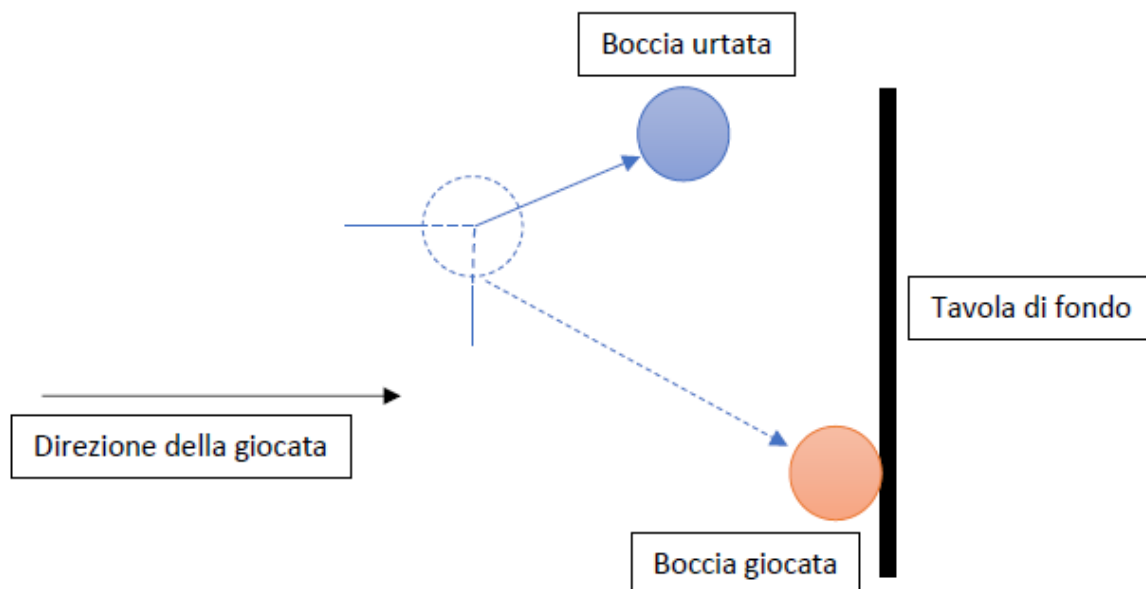 Boccia urtata
Tavola di fondo
Direzione della giocata
Boccia giocata